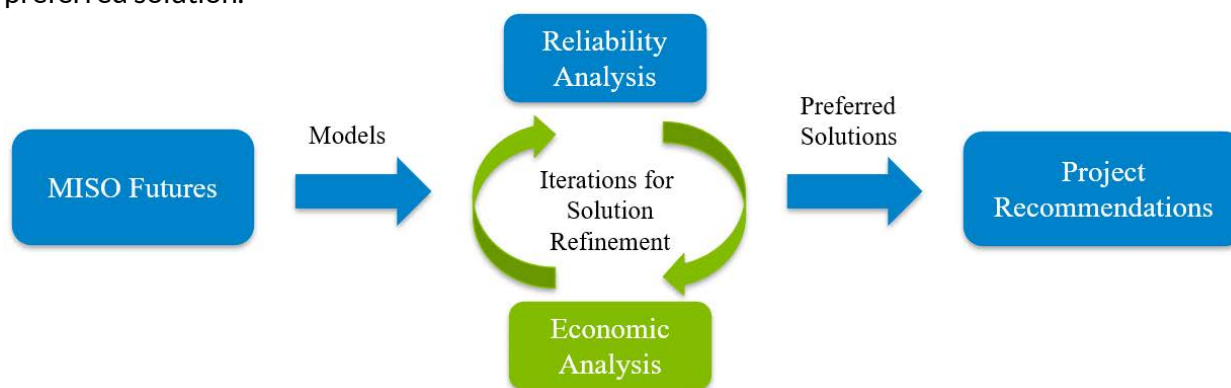 preferred solution.
Reliability
Analysis
Preferred
Solutions
Models
MISO Futures
Iterations for
Solution
Refinement
Project
Recommendations
Economic
Analysis